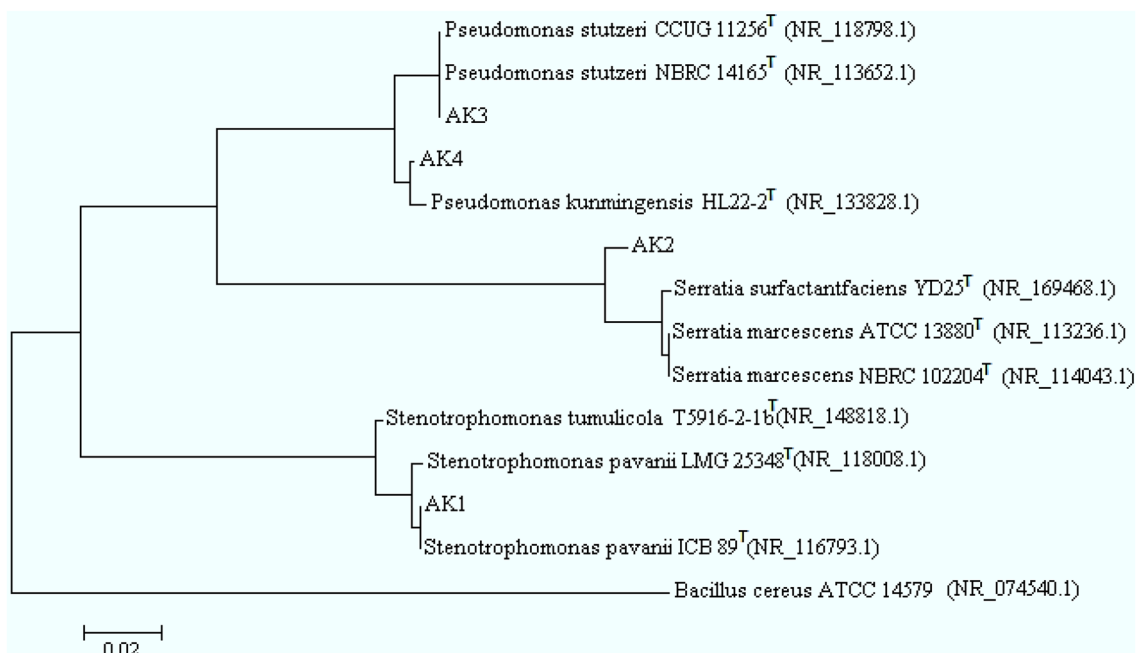 Pseudomonas stutzeri CCUG 11256T (NR_118798.1)
Pseudomonas stutzeri NBRC 14165T (NR_113652.1)
AK3
AK4
Pseudomonas kunmingensis HL22-2T (NR_133828.1)
AK2
Serratia surfactantfaciens YD25T (NR_169468.1)
Serratia marcescens ATCC 13880T (NR_113236.1)
Serratia marcescens NBRC 102204T (NR_114043.1)
Stenotrophomonas tumulicola T5916-2-1bT(NR_148818.1)
Stenotrophomonas pavanii LMG 25348T(NR_118008.1)
AK1
Stenotrophomonas pavanii ICB 89T(NR_116793.1)
Bacillus cereus ATCC 14579 (NR_074540.1)
0.02